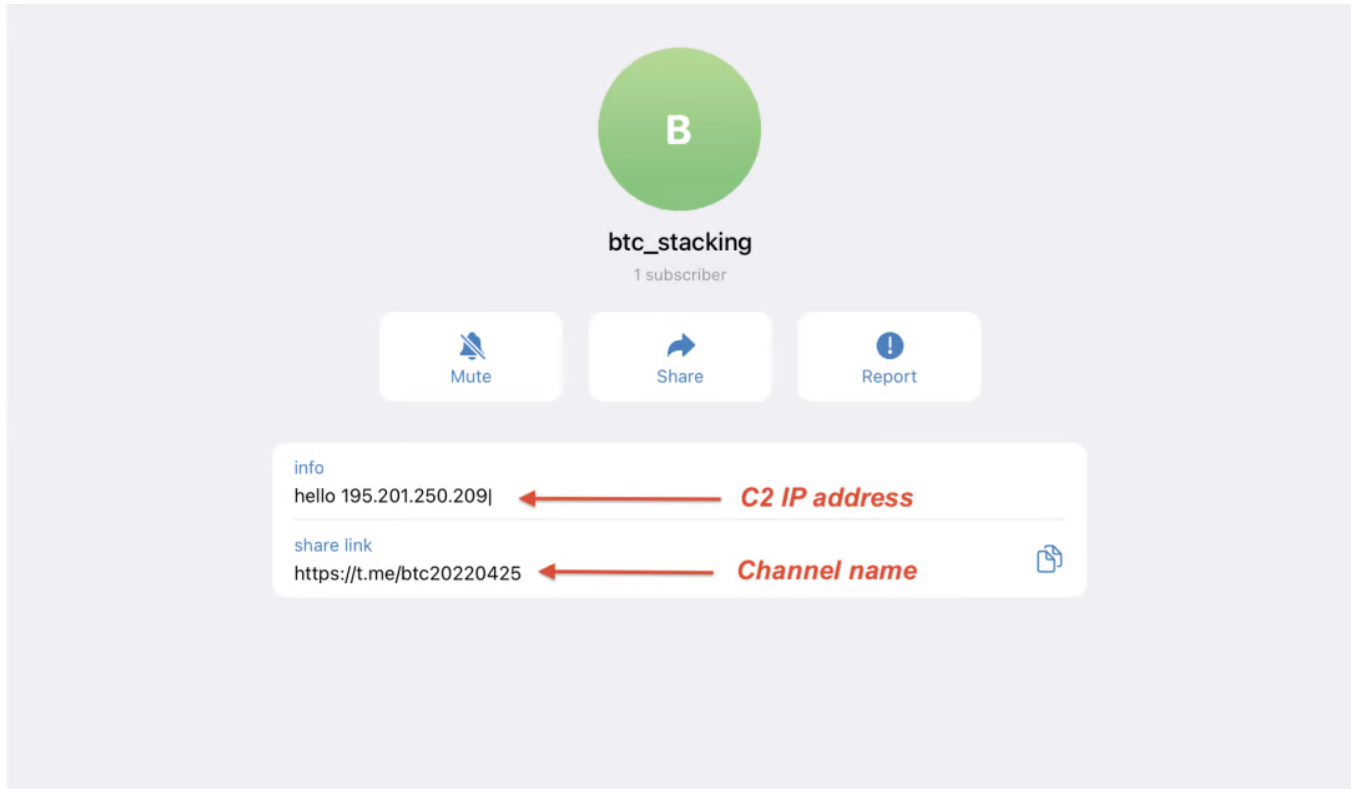 B
btc_stacking
1 subscriber
Mute
Share
Report
info
hello 195.201.250.209|
C2 IP address
share link
https://t.me/btc20220425
Channel name